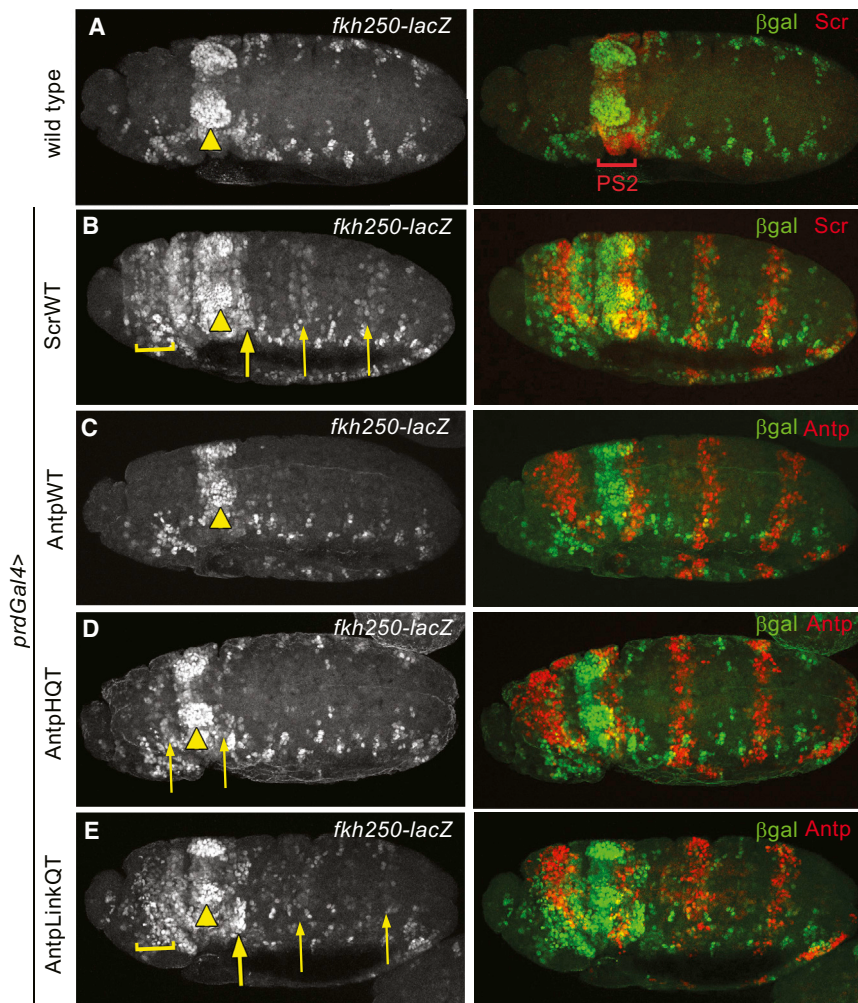 A
fkh250-lacZ
βgal Scr
wild type
PS2
B
fkh250-lacZ
βgal Scr
ScrWT
C
fkh250-lacZ
βgal Antp
AntpWT
prdGal4>
D
fkh250-lacZ
βgal Antp
AntpHQT
E
fkh250-lacZ
βgal Antp
AntpLinkQT